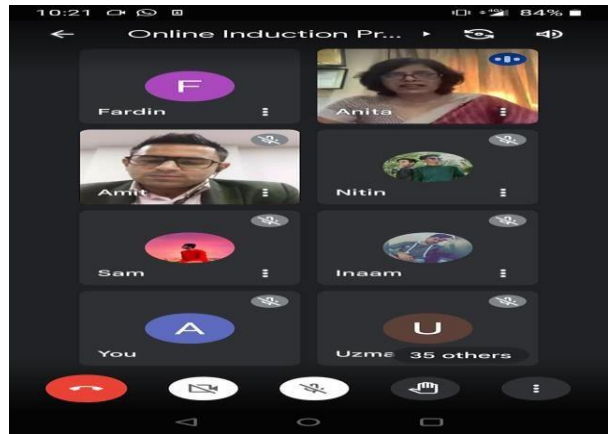 10:21 84%
Online Induction Pr...
F
Fardin
Anita
Amit
Nitin
Sam
Inaam
A
You
U
Uzma
35 others